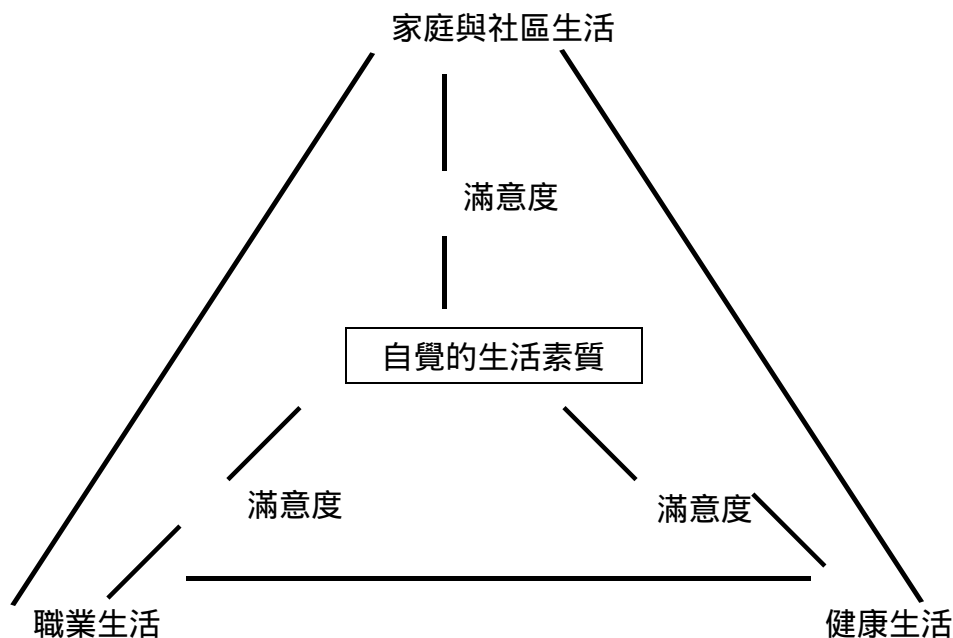 家庭與社區生活
滿意度
自覺的生活素質
滿意度
滿意度
職業生活
健康生活